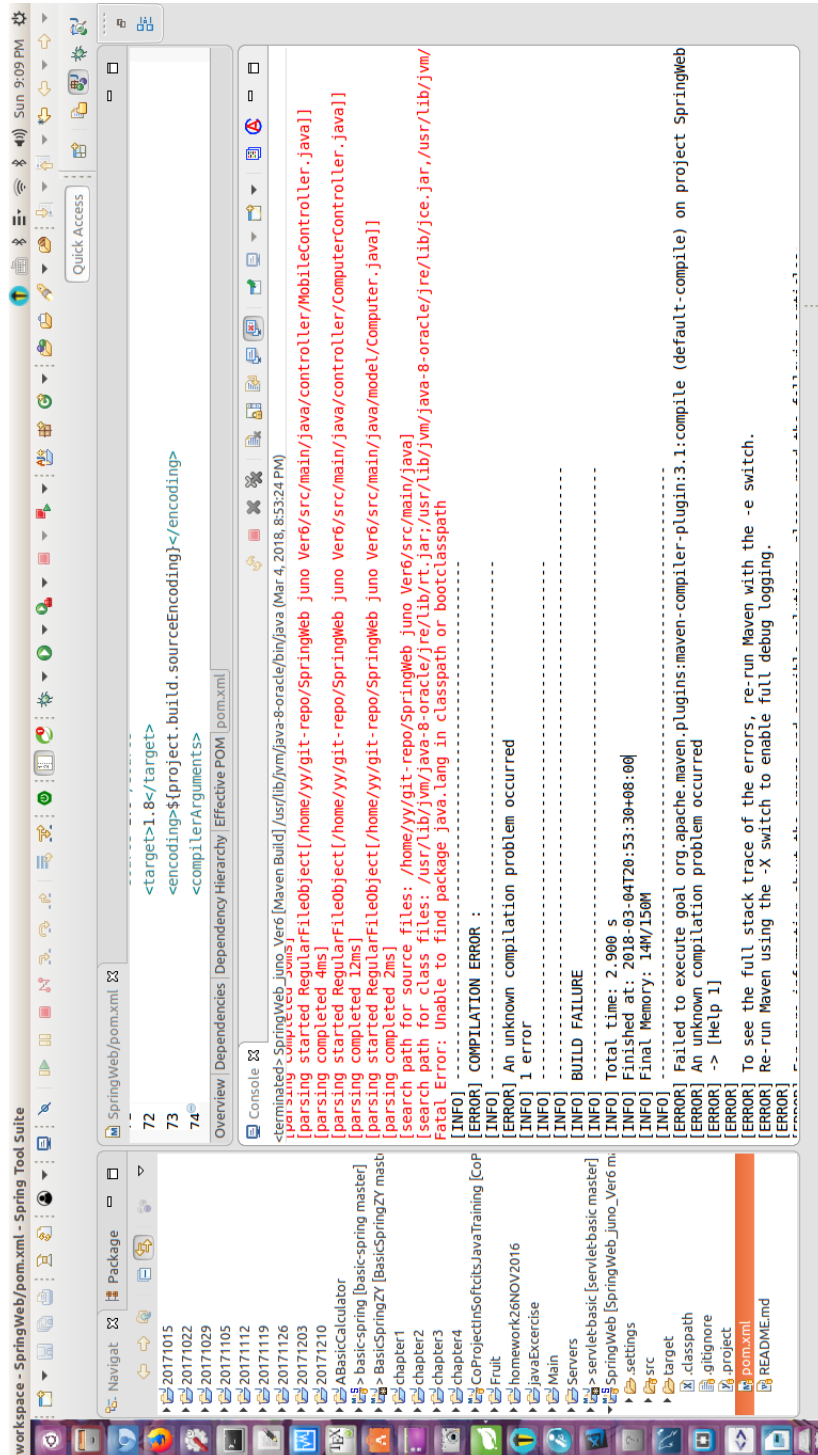 workspace - SpringWeb/pom.xml - Spring Tool Suite
Sun 9:09 PM
Quick Access
Navigat
Package
20171015
20171022
20171029
20171105
20171112
20171119
20171126
20171203
20171210
ABasicCalculator
> basic-spring [basic-spring master]
> BasicSpringZY [BasicSpringZY mast
chapter1
chapter2
chapter3
chapter4
CoProjectInSoftcitsJavaTraining [CoP
Fruit
homework26NOV2016
javaExcercise
Main
Servers
> servlet-basic [servlet-basic master]
SpringWeb [SpringWeb_juno_Ver6 m
.settings
src
target
.classpath
.gitignore
.project
pom.xml
README.md
SpringWeb/pom.xml
72 <target>1.8</target>
73 <encoding>${project.build.sourceEncoding}</encoding>
74 <compilerArguments>
Overview Dependencies Dependency Hierarchy Effective POM pom.xml
Console
<terminated> SpringWeb_juno_Ver6 [Maven Build] /usr/lib/jvm/java-8-oracle/bin/java (Mar 4, 2018, 8:53:24 PM)
[parsing started RegularFileObject[/home/yy/git-repo/SpringWeb juno Ver6/src/main/java/controller/MobileController.java]]
[parsing completed 4ms]
[parsing started RegularFileObject[/home/yy/git-repo/SpringWeb juno Ver6/src/main/java/controller/ComputerController.java]]
[parsing completed 12ms]
[parsing started RegularFileObject[/home/yy/git-repo/SpringWeb juno Ver6/src/main/java/model/Computer.java]]
[parsing completed 2ms]
[search path for source files: /home/yy/git-repo/SpringWeb juno Ver6/src/main/java]
[search path for class files: /usr/lib/jvm/java-8-oracle/jre/lib/rt.jar;/usr/lib/jvm/java-8-oracle/jre/lib/jce.jar,/usr/lib/jvm/
Fatal Error: Unable to find package java.lang in classpath or bootclasspath
[INFO] -------------------------------------------------------------
[ERROR] COMPILATION ERROR :
[INFO] -------------------------------------------------------------
[ERROR] An unknown compilation problem occurred
[INFO] 1 error
[INFO] -------------------------------------------------------------
[INFO] ------------------------------------------------------------------------
[INFO] BUILD FAILURE
[INFO] ------------------------------------------------------------------------
[INFO] Total time: 2.900 s
[INFO] Finished at: 2018-03-04T20:53:30+08:00
[INFO] Final Memory: 14M/150M
[INFO] ------------------------------------------------------------------------
[ERROR] Failed to execute goal org.apache.maven.plugins:maven-compiler-plugin:3.1:compile (default-compile) on project SpringWeb
[ERROR] An unknown compilation problem occurred
[ERROR] -> [Help 1]
[ERROR]
[ERROR] To see the full stack trace of the errors, re-run Maven with the -e switch.
[ERROR] Re-run Maven using the -X switch to enable full debug logging.
[ERROR]